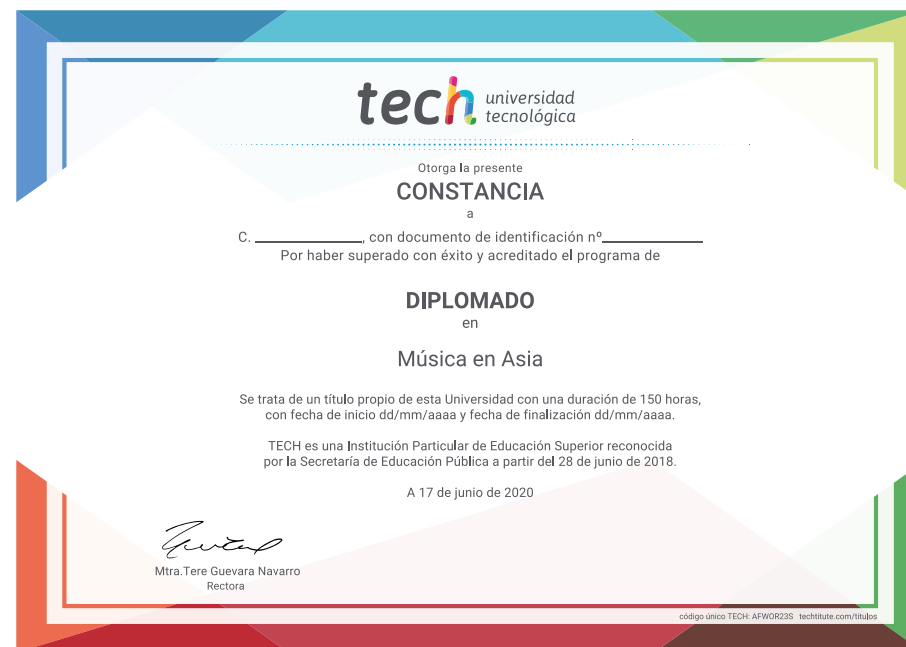 tech universidad
tecnológica
Otorga la presente
CONSTANCIA
a
C. ____________, con documento de identificación nº____________
Por haber superado con éxito y acreditado el programa de
DIPLOMADO
en
Música en Asia
Se trata de un título propio de esta Universidad con una duración de 150 horas,
con fecha de inicio dd/mm/aaaa y fecha de finalización dd/mm/aaaa.
TECH es una Institución Particular de Educación Superior reconocida
por la Secretaría de Educación Pública a partir del 28 de junio de 2018.
A 17 de junio de 2020
Mtra.Tere Guevara Navarro
Rectora
código único TECH: AFWOR23S techtitute.com/titulos